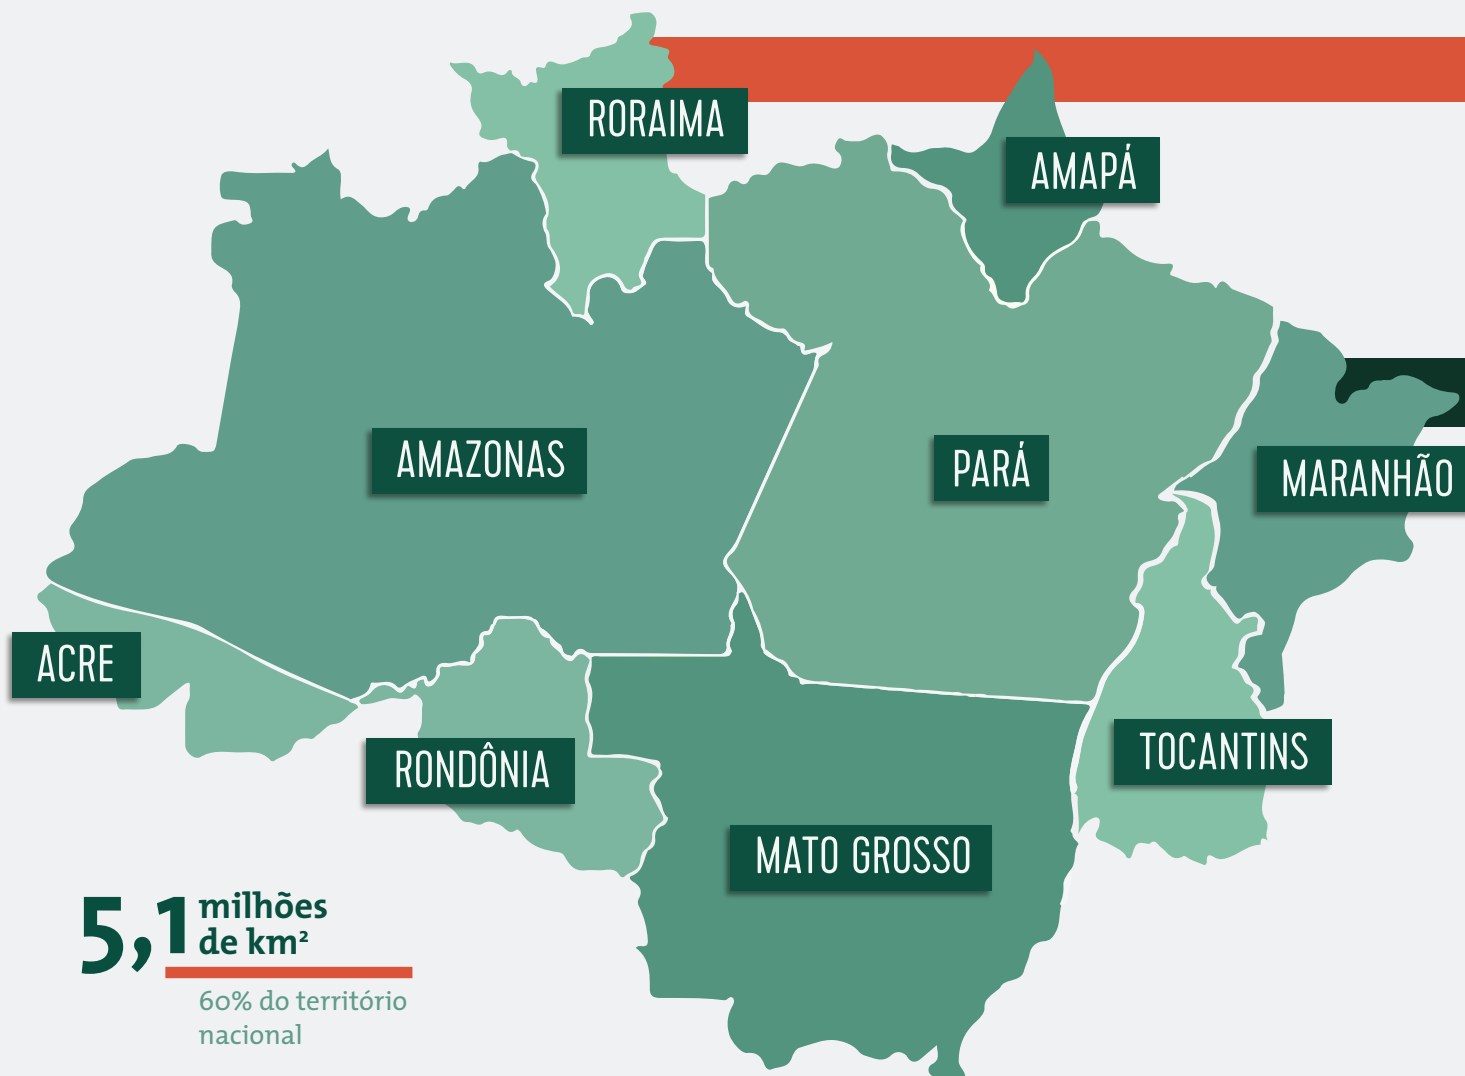 RORAIMA
AMAPÁ
AMAZONAS
PARÁ
MARANHÃO
ACRE
TOCANTINS
RONDÔNIA
MATO GROSSO
5,1 milhões
de km²
60% do território
nacional